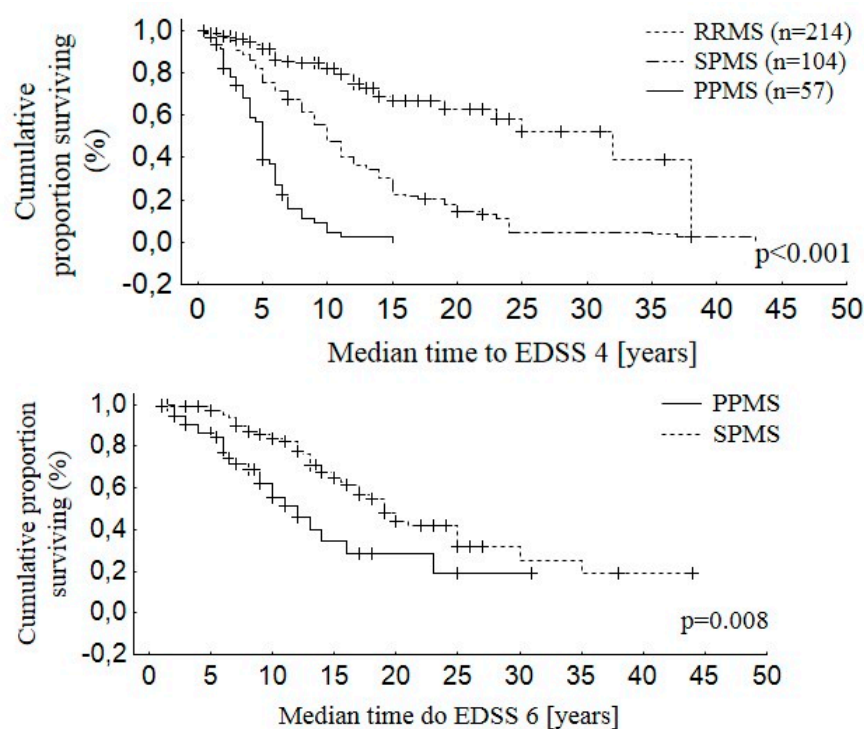 1,0
0,8
0,6
0,4
0,2
0,0
-0,2
Cumulative
proportion surviving
(%)
RRMS (n=214)
SPMS (n=104)
PPMS (n=57)
p<0.001
0 5 10 15 20 25 30 35 40 45 50
Median time to EDSS 4 [years]
1,0
0,8
0,6
0,4
0,2
0,0
-0,2
Cumulative proportion
surviving (%)
PPMS
SPMS
p=0.008
0 5 10 15 20 25 30 35 40 45 50
Median time do EDSS 6 [years]